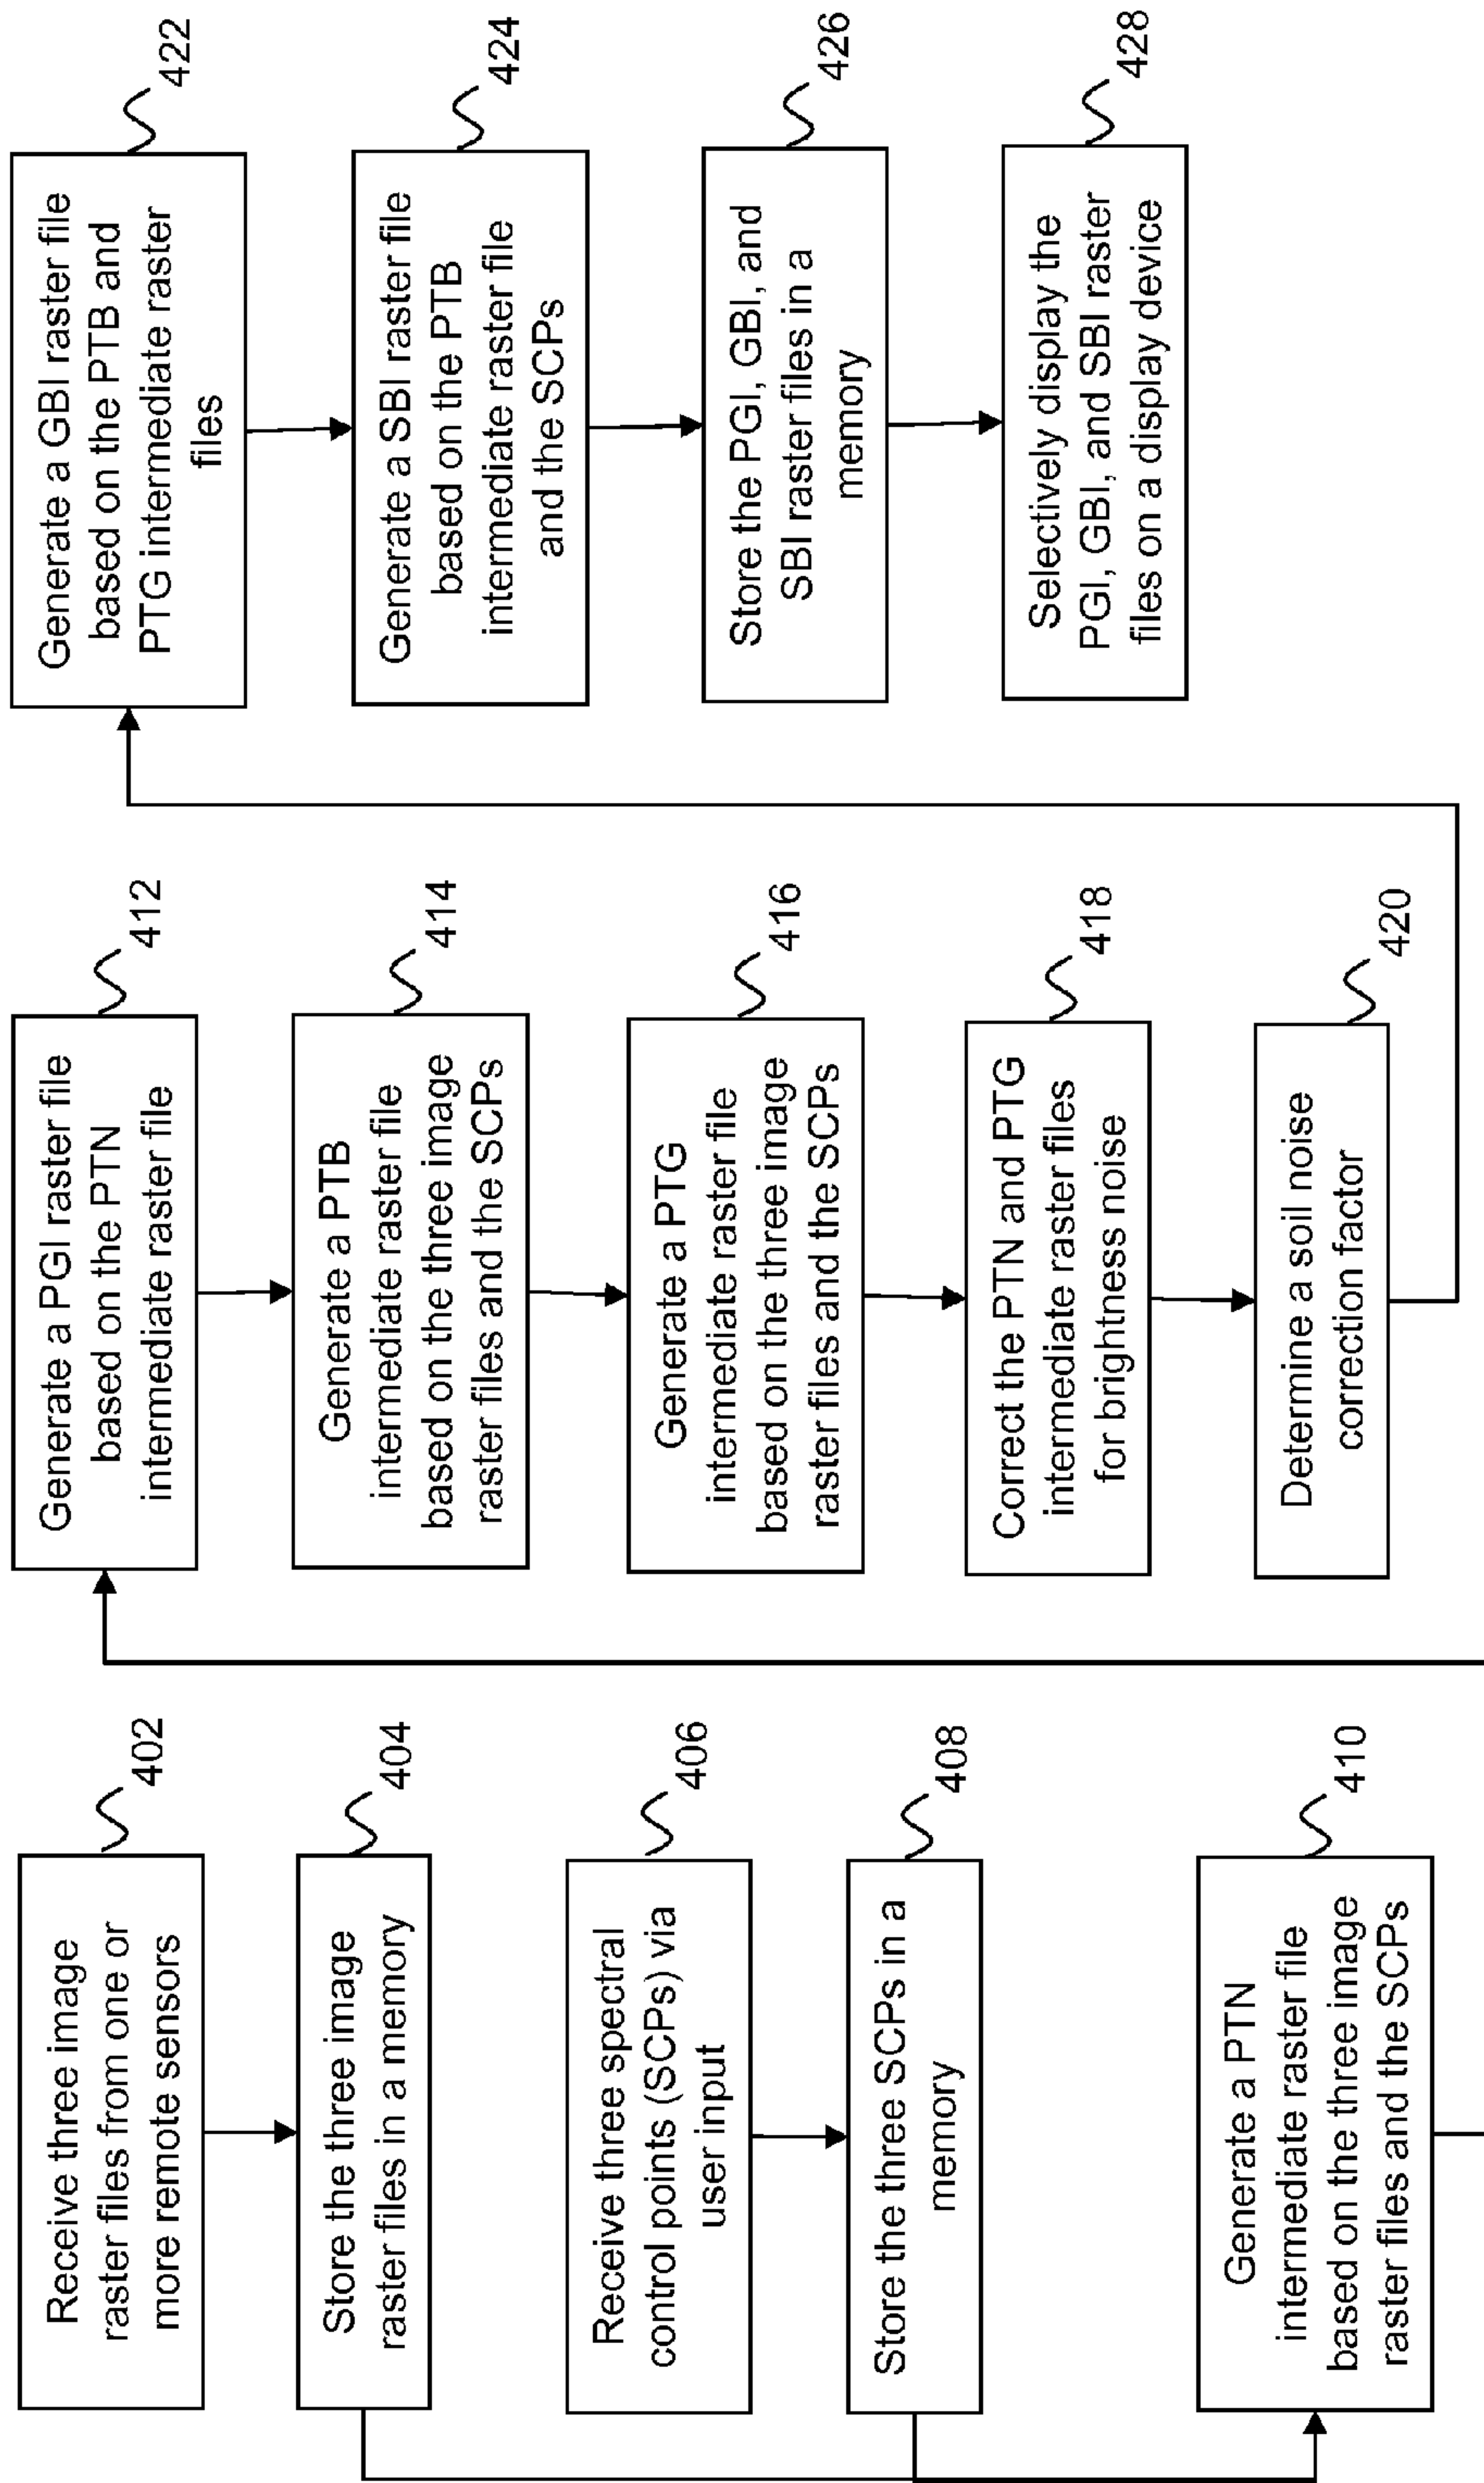 Receive three image
raster files from one or
more remote sensors
402
Store the three image
raster files in a memory
404
Receive three spectral
control points (SCPs) via
user input
406
Store the three SCPs in a
memory
408
Generate a PTN
intermediate raster file
based on the three image
raster files and the SCPs
410
Generate a PGI raster file
based on the PTN
intermediate raster file
412
Generate a PTB
intermediate raster file
based on the three image
raster files and the SCPs
414
Generate a PTG
intermediate raster file
based on the three image
raster files and the SCPs
416
Correct the PTN and PTG
intermediate raster files
for brightness noise
418
Determine a soil noise
correction factor
420
Generate a GBI raster file
based on the PTB and
PTG intermediate raster
files
422
Generate a SBI raster file
based on the PTB
intermediate raster file
and the SCPs
424
Store the PGI, GBI, and
SBI raster files in a
memory
426
Selectively display the
PGI, GBI, and SBI raster
files on a display device
428